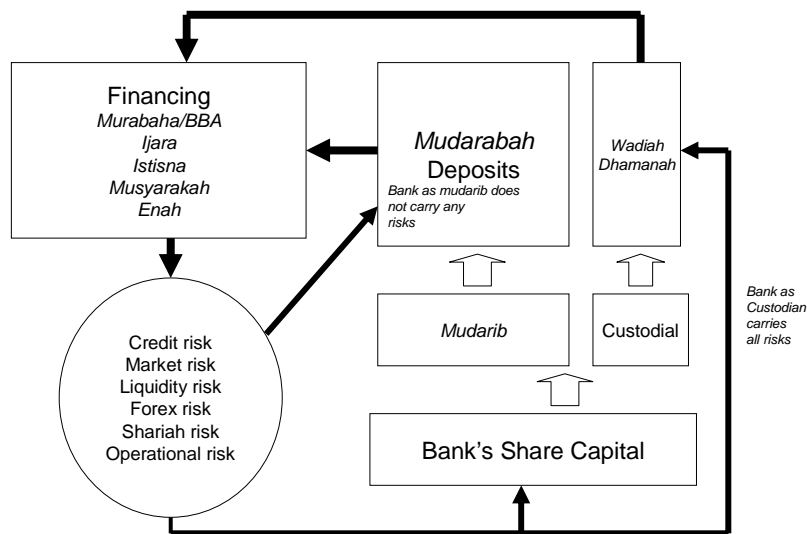 Financing
Murabaha/BBA
Ijara
Istisna
Musyarakah
Enah
Mudarabah
Deposits
Bank as mudarib does
not carry any
risks
Wadiah
Dhamanah
Mudarib
Custodial
Bank as
Custodian
carries
all risks
Credit risk
Market risk
Liquidity risk
Forex risk
Shariah risk
Operational risk
Bank's Share Capital